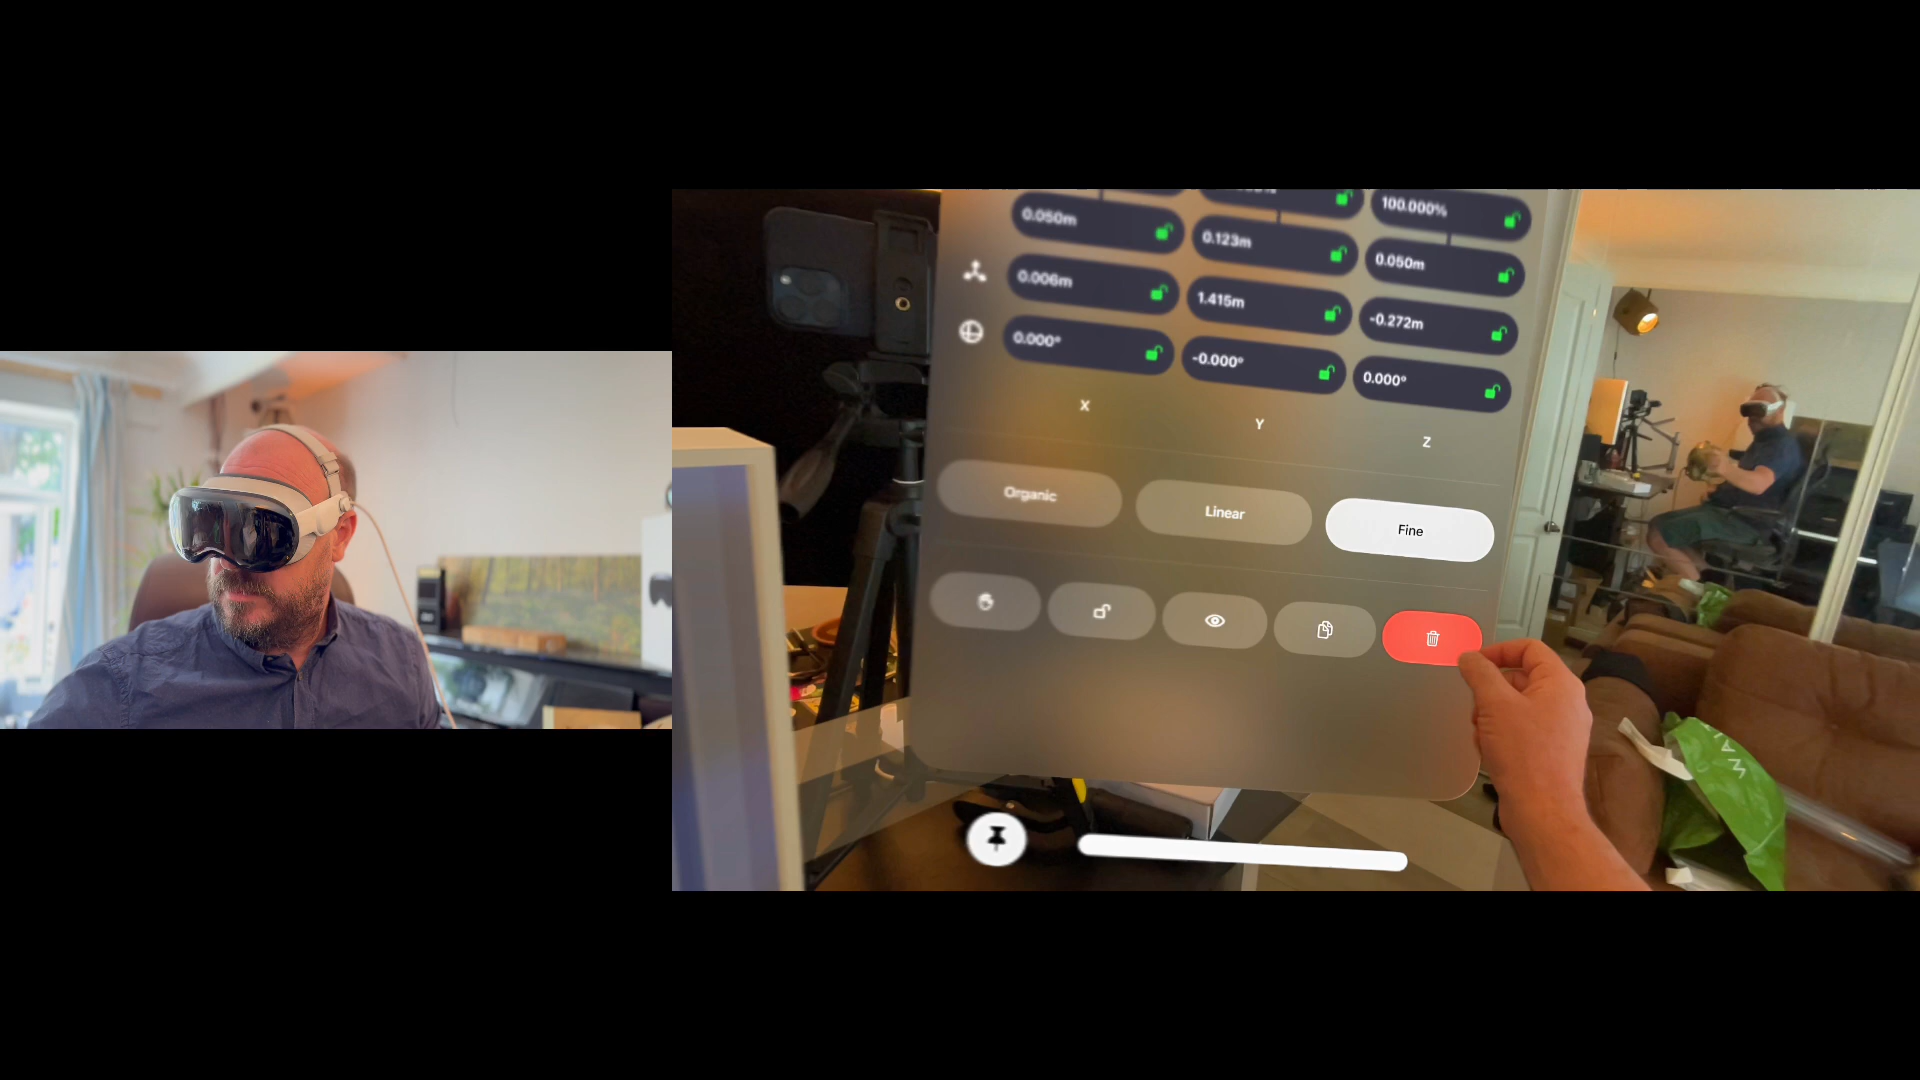 100.000%
0.050m 0.123m 0.050m
0.006m 1.415m -0.272m
0.000° -0.000° 0.000°
X Y Z
Organic Linear Fine